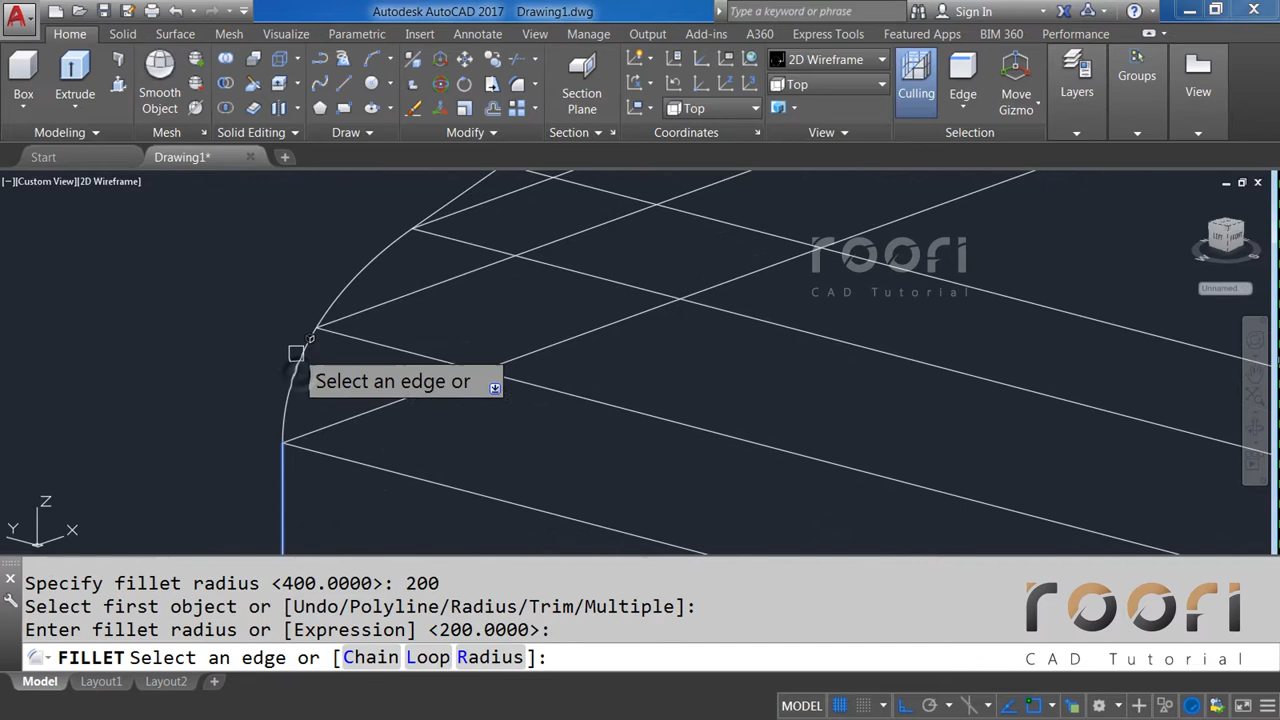 Autodesk AutoCAD 2017 Drawing1.dwg
Type a keyword or phrase
Sign In
Home Solid Surface Mesh Visualize Parametric Insert Annotate View Manage Output Add-ins A360 Express Tools Featured Apps BIM 360 Performance
2D Wireframe
Top
Top
Box
Extrude
Smooth
Object
Section
Plane
Culling
Edge
Move
Gizmo
Layers
Groups
View
Modeling
Mesh
Solid Editing
Draw
Modify
Section
Coordinates
View
Selection
Start
Drawing1*
[−][Custom View][2D Wireframe]
roofi
CAD Tutorial
LEFT
FRONT
Unnamed
Select an edge or
Z
Y
X
Specify fillet radius <400.0000>: 200
Select first object or [Undo/Polyline/Radius/Trim/Multiple]:
Enter fillet radius or [Expression] <200.0000>:
FILLET Select an edge or [Chain Loop Radius]:
roofi
CAD Tutorial
Model
Layout1
Layout2
MODEL